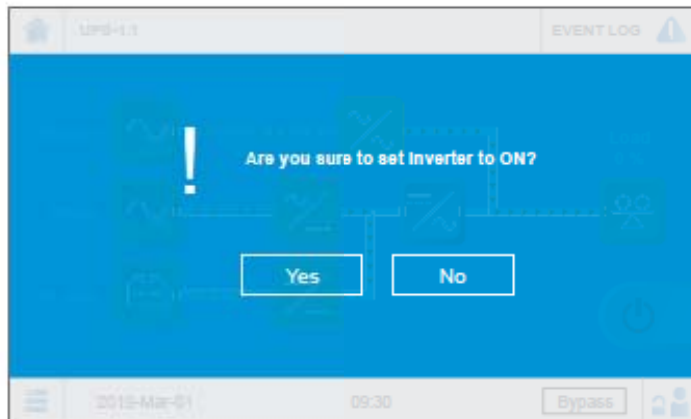 UPS-1.1
EVENT LOG
! Are you sure to set Inverter to ON?
Yes
No
09:30
Bypass